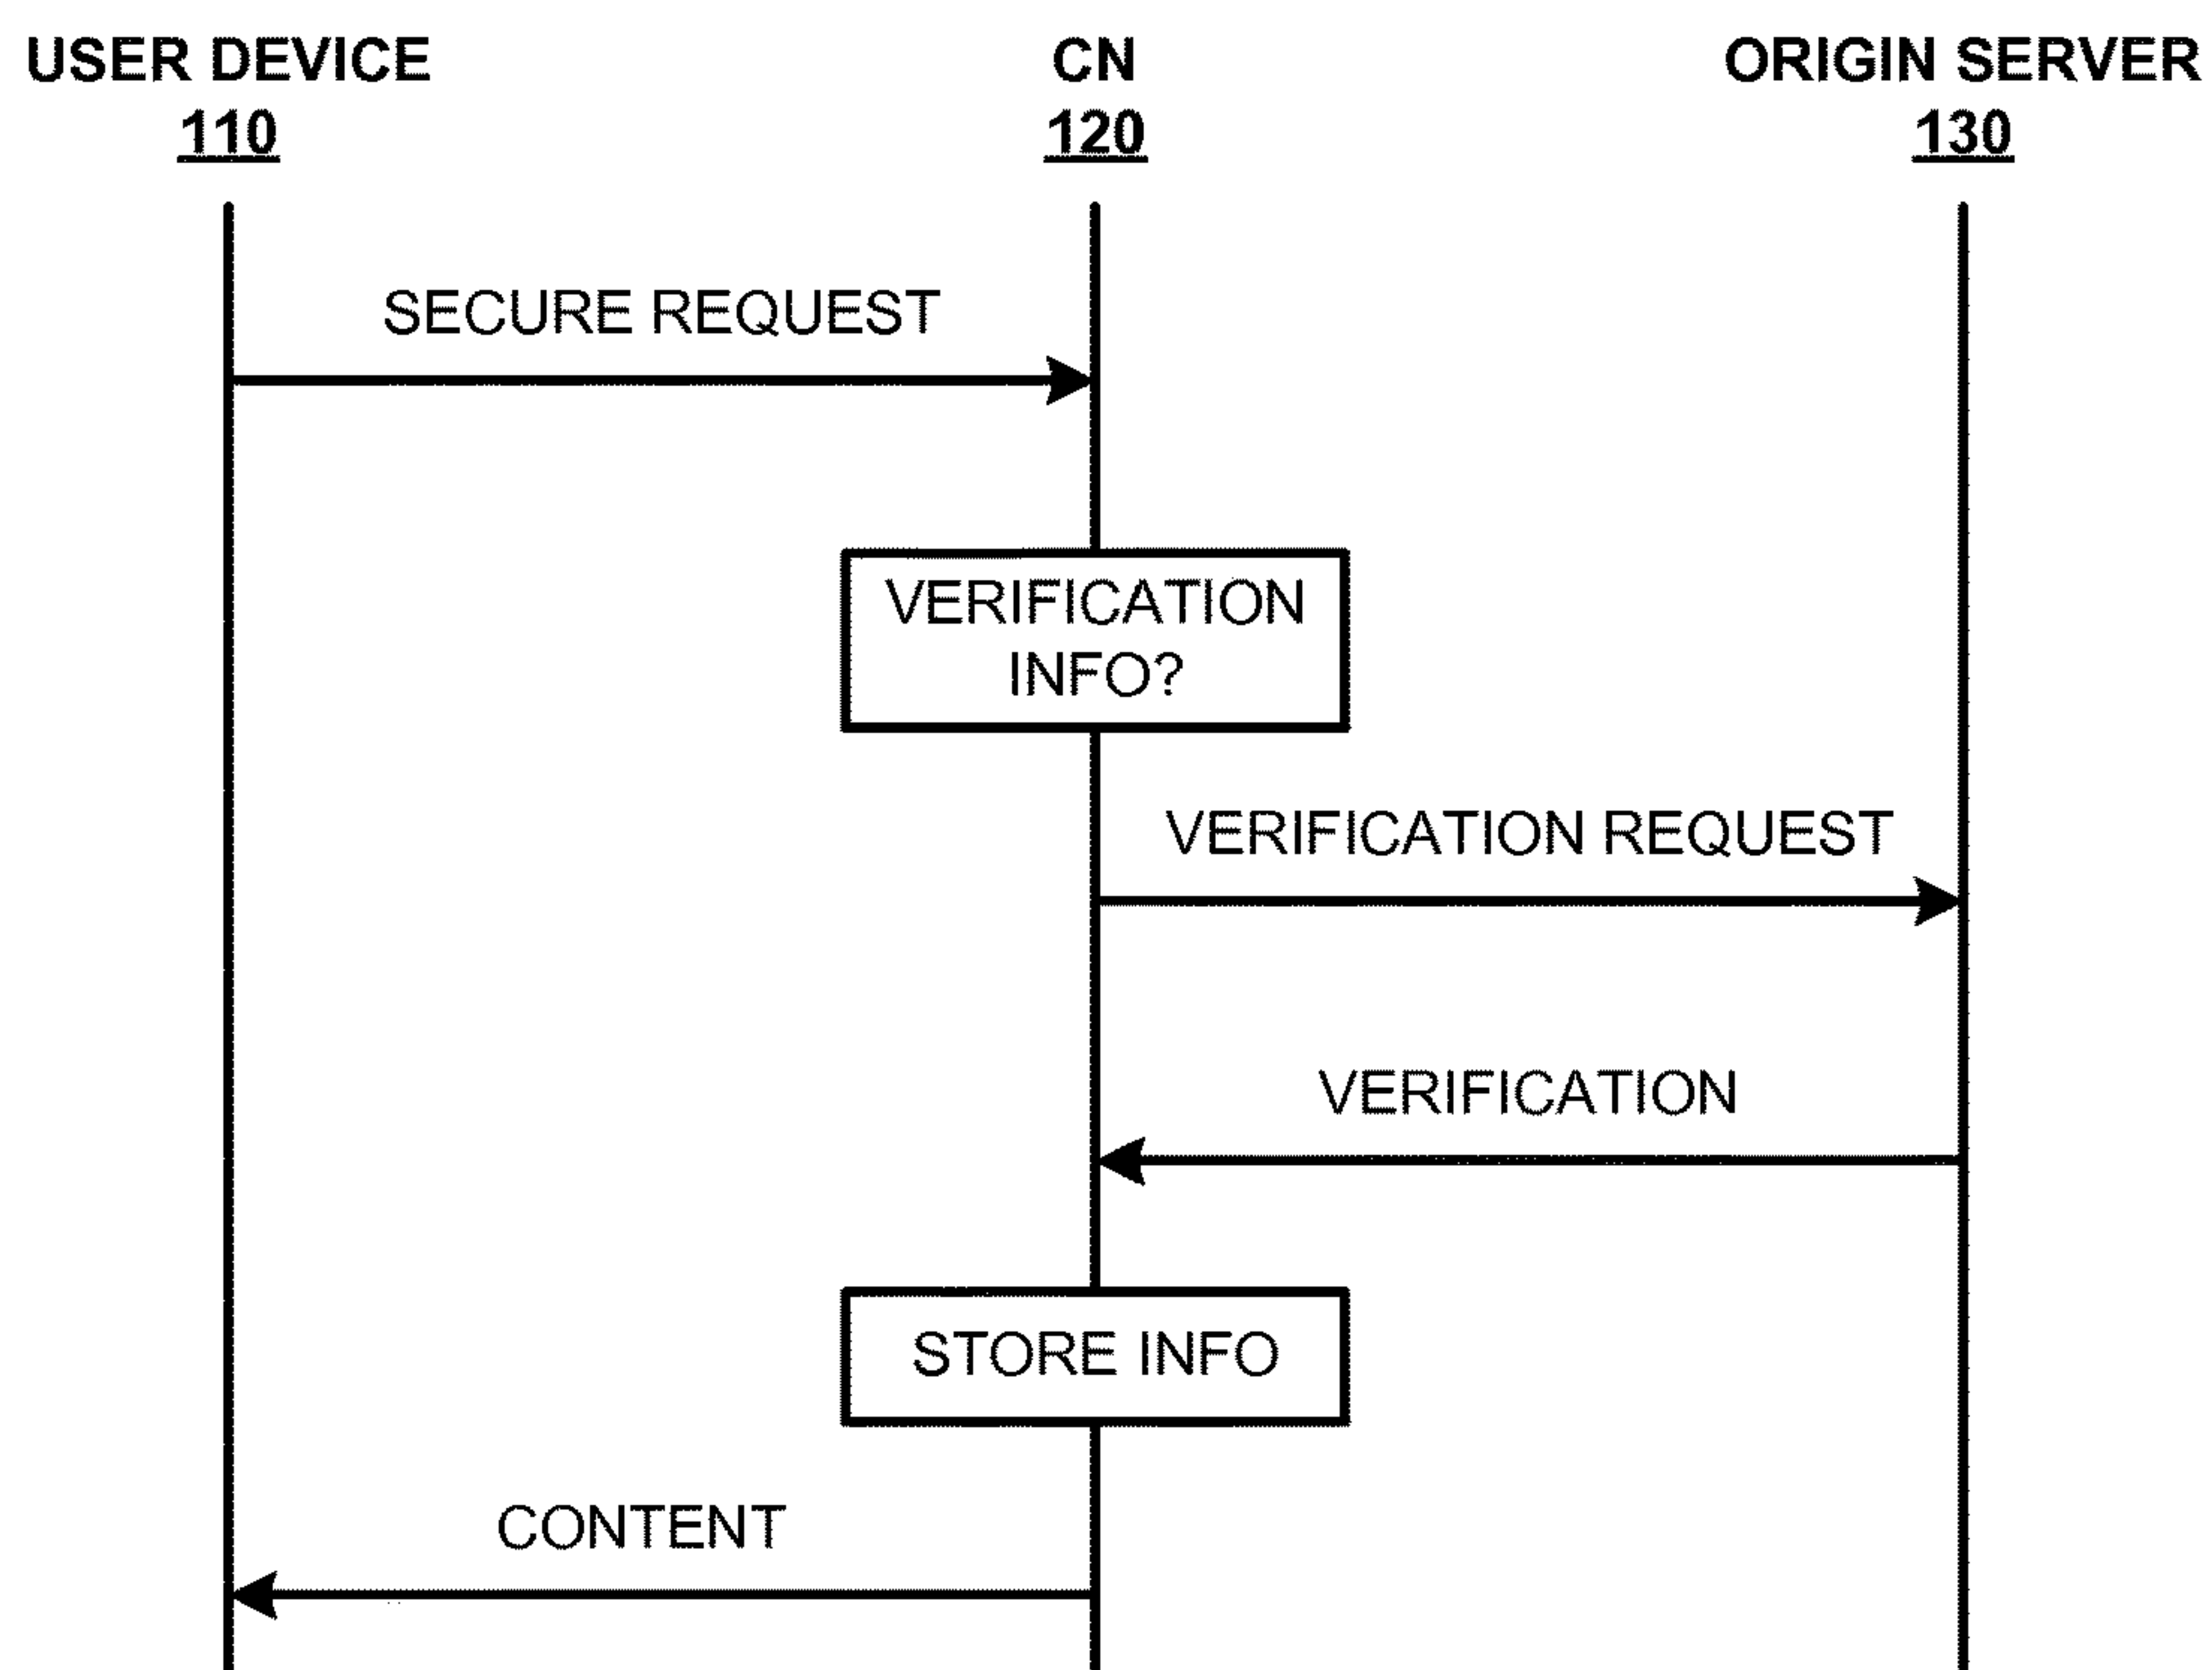 USER DEVICE
110
CN
120
ORIGIN SERVER
130
SECURE REQUEST
VERIFICATION
INFO?
VERIFICATION REQUEST
VERIFICATION
STORE INFO
CONTENT